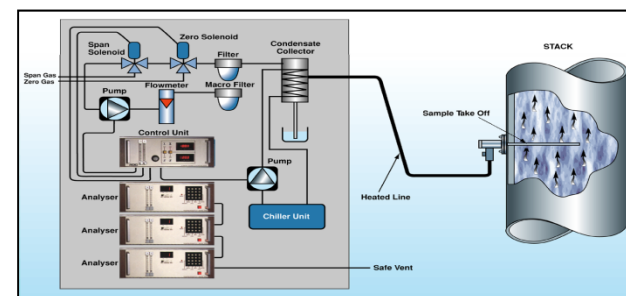 Zero Solenoid
Span
Solenoid
Filter
Condensate
Collector
STACK
Span Gas
Zero Gas
Flowmeter
Macro Filter
Pump
Sample Take Off
Control Unit
Pump
Analyser
Heated Line
Chiller Unit
Analyser
Analyser
Safe Vent